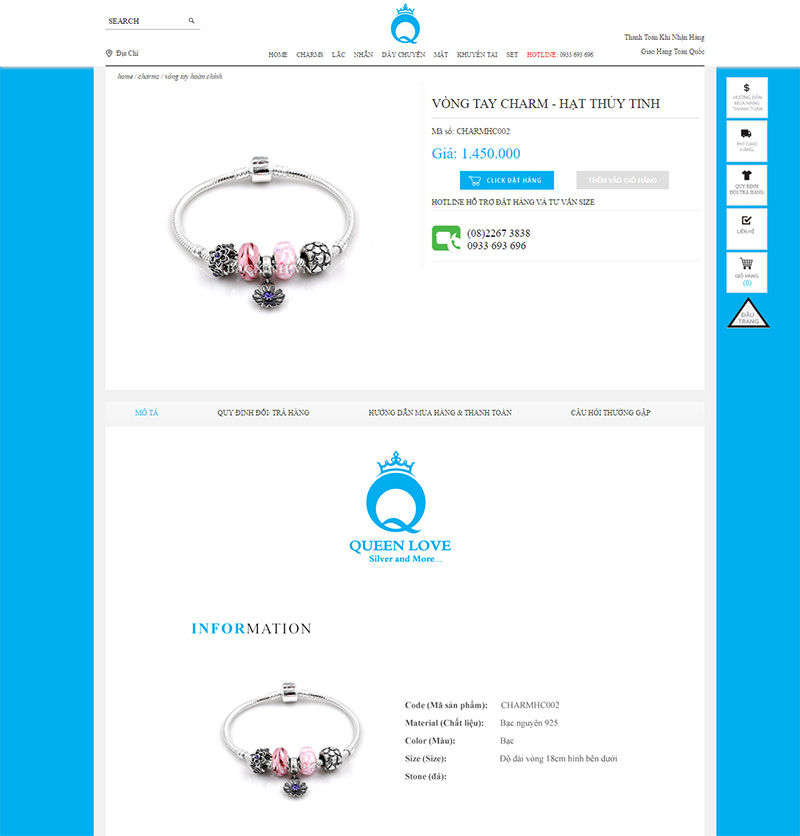 SEARCH
Địa Chỉ
Thanh Toán Khi Nhận Hàng
Giao Hàng Toàn Quốc
HOME CHARMS LẮC NHẪN DÂY CHUYỀN MẶT KHUYÊN TAI SET HOTLINE: 0933 693 696
home / charms / vòng tay hoàn chỉnh
VÒNG TAY CHARM - HẠT THỦY TINH
Mã số: CHARMHC002
Giá: 1.450.000
CLICK ĐẶT HÀNG
THÊM VÀO GIỎ HÀNG
HOTLINE HỖ TRỢ ĐẶT HÀNG VÀ TƯ VẤN SIZE
(08)2267 3838
0933 693 696
HƯỚNG DẪN
MUA HÀNG
THANH TOÁN
PHÍ GIAO
HÀNG
QUY ĐỊNH
ĐỔI TRẢ HÀNG
LIÊN HỆ
GIỎ HÀNG
(0)
ĐẦU
TRANG
MÔ TẢ
QUY ĐỊNH ĐỔI TRẢ HÀNG
HƯỚNG DẪN MUA HÀNG & THANH TOÁN
CÂU HỎI THƯỜNG GẶP
QUEEN LOVE
Silver and More...
INFORMATION
Code (Mã sản phẩm): CHARMHC002
Material (Chất liệu): Bạc nguyên 925
Color (Màu): Bạc
Size (Size): Độ dài vòng 18cm hình bên dưới
Stone (đá):